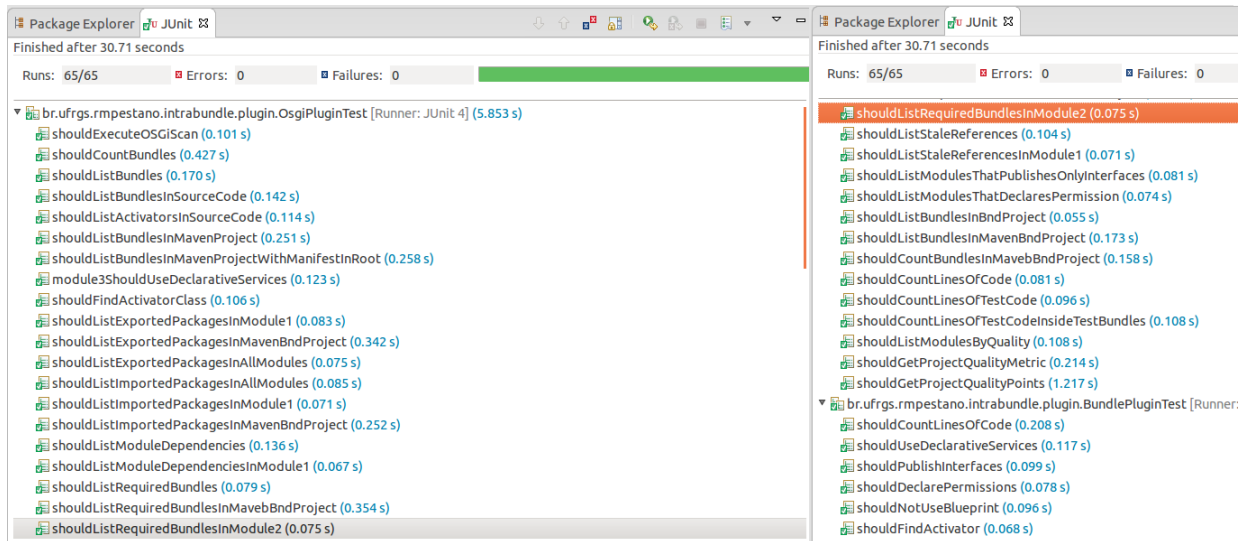 Package Explorer JUnit
Finished after 30.71 seconds
Runs: 65/65 Errors: 0 Failures: 0
br.ufrgs.rmpestano.intrabundle.plugin.OsgiPluginTest [Runner: JUnit 4] (5.853 s)
shouldExecuteOSGiScan (0.101 s)
shouldCountBundles (0.427 s)
shouldListBundles (0.170 s)
shouldListBundlesInSourceCode (0.142 s)
shouldListActivatorsInSourceCode (0.114 s)
shouldListBundlesInMavenProject (0.251 s)
shouldListBundlesInMavenProjectWithManifestInRoot (0.258 s)
module3ShouldUseDeclarativeServices (0.123 s)
shouldFindActivatorClass (0.106 s)
shouldListExportedPackagesInModule1 (0.083 s)
shouldListExportedPackagesInMavenBndProject (0.342 s)
shouldListExportedPackagesInAllModules (0.075 s)
shouldListImportedPackagesInAllModules (0.085 s)
shouldListImportedPackagesInModule1 (0.071 s)
shouldListImportedPackagesInMavenBndProject (0.252 s)
shouldListModuleDependencies (0.136 s)
shouldListModuleDependenciesInModule1 (0.067 s)
shouldListRequiredBundles (0.079 s)
shouldListRequiredBundlesInMavebBndProject (0.354 s)
shouldListRequiredBundlesInModule2 (0.075 s)
Package Explorer JUnit
Finished after 30.71 seconds
Runs: 65/65 Errors: 0 Failures: 0
shouldListRequiredBundlesInModule2 (0.075 s)
shouldListStaleReferences (0.104 s)
shouldListStaleReferencesInModule1 (0.071 s)
shouldListModulesThatPublishesOnlyInterfaces (0.081 s)
shouldListModulesThatDeclaresPermission (0.074 s)
shouldListBundlesInBndProject (0.055 s)
shouldListBundlesInMavenBndProject (0.173 s)
shouldCountBundlesInMavebBndProject (0.158 s)
shouldCountLinesOfCode (0.081 s)
shouldCountLinesOfTestCode (0.096 s)
shouldCountLinesOfTestCodeInsideTestBundles (0.108 s)
shouldListModulesByQuality (0.108 s)
shouldGetProjectQualityMetric (0.214 s)
shouldGetProjectQualityPoints (1.217 s)
br.ufrgs.rmpestano.intrabundle.plugin.BundlePluginTest [Runner:
shouldCountLinesOfCode (0.208 s)
shouldUseDeclarativeServices (0.117 s)
shouldPublishInterfaces (0.099 s)
shouldDeclarePermissions (0.078 s)
shouldNotUseBlueprint (0.096 s)
shouldFindActivator (0.068 s)